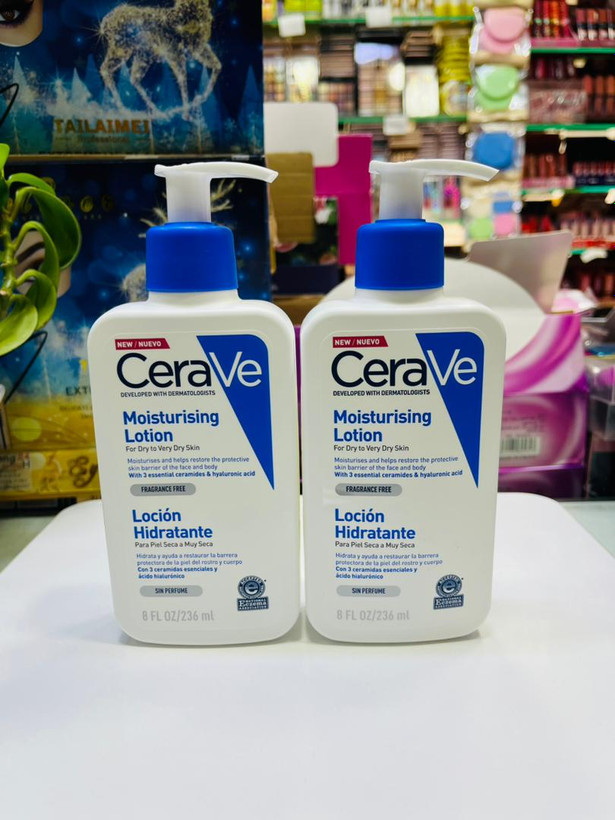 TAILAIMEI
NEW / NUEVO
CeraVe
DEVELOPED WITH DERMATOLOGISTS
Moisturising
Lotion
For Dry to Very Dry Skin
Moisturises and helps restore the protective
skin barrier of the face and body
With 3 essential ceramides & hyaluronic acid
FRAGRANCE FREE
Loción
Hidratante
Para Piel Seca a Muy Seca
Hidrata y ayuda a restaurar la barrera
protectora de la piel del rostro y cuerpo
Con 3 ceramidas esenciales y
ácido hialurónico
SIN PERFUME
NATIONAL
Eczema
ASSOCIATION
8 FL OZ/236 ml
NEW / NUEVO
CeraVe
DEVELOPED WITH DERMATOLOGISTS
Moisturising
Lotion
For Dry to Very Dry Skin
Moisturises and helps restore the protective
skin barrier of the face and body
With 3 essential ceramides & hyaluronic acid
FRAGRANCE FREE
Loción
Hidratante
Para Piel Seca a Muy Seca
Hidrata y ayuda a restaurar la barrera
protectora de la piel del rostro y cuerpo
Con 3 ceramidas esenciales y
ácido hialurónico
SIN PERFUME
NATIONAL
Eczema
ASSOCIATION
8 FL OZ/236 ml